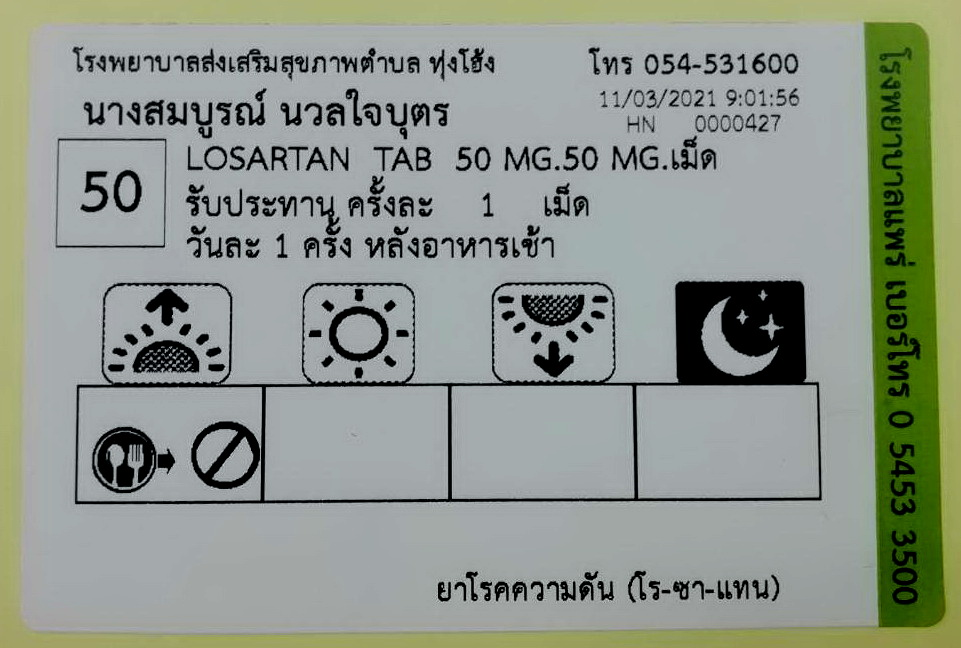 โรงพยาบาลส่งเสริมสุขภาพตำบล ทุ่งโฮ้ง โทร 054-531600
นางสมบูรณ์ นวลใจบุตร 11/03/2021 9:01:56
HN 0000427
50 LOSARTAN TAB 50 MG.50 MG.เม็ด
รับประทาน ครั้งละ 1 เม็ด
วันละ 1 ครั้ง หลังอาหารเช้า
ยาโรคความดัน (โร-ซา-แทน)
โรงพยาบาลแพร่ เบอร์โทร 0 5453 3500